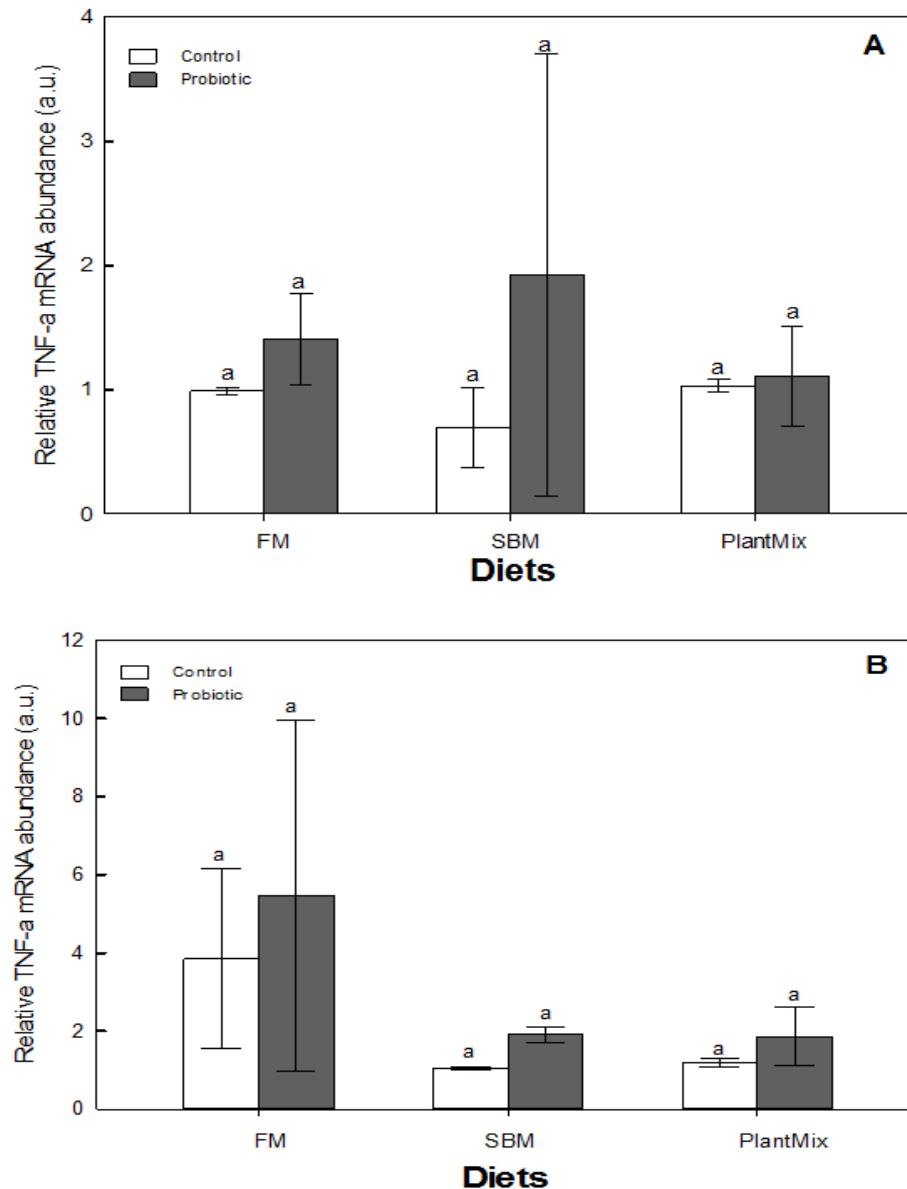 4
A
Control
Probiotic
a
3
Relative TNF-a mRNA abundance (a.u.)
2
a
a
a
a
a
1
0
FM
SBM
PlantMix
Diets
12
B
Control
Probiotic
10
a
Relative TNF-a mRNA abundance (a.u.)
8
6
a
4
2
a
a
a
a
0
FM
SBM
PlantMix
Diets